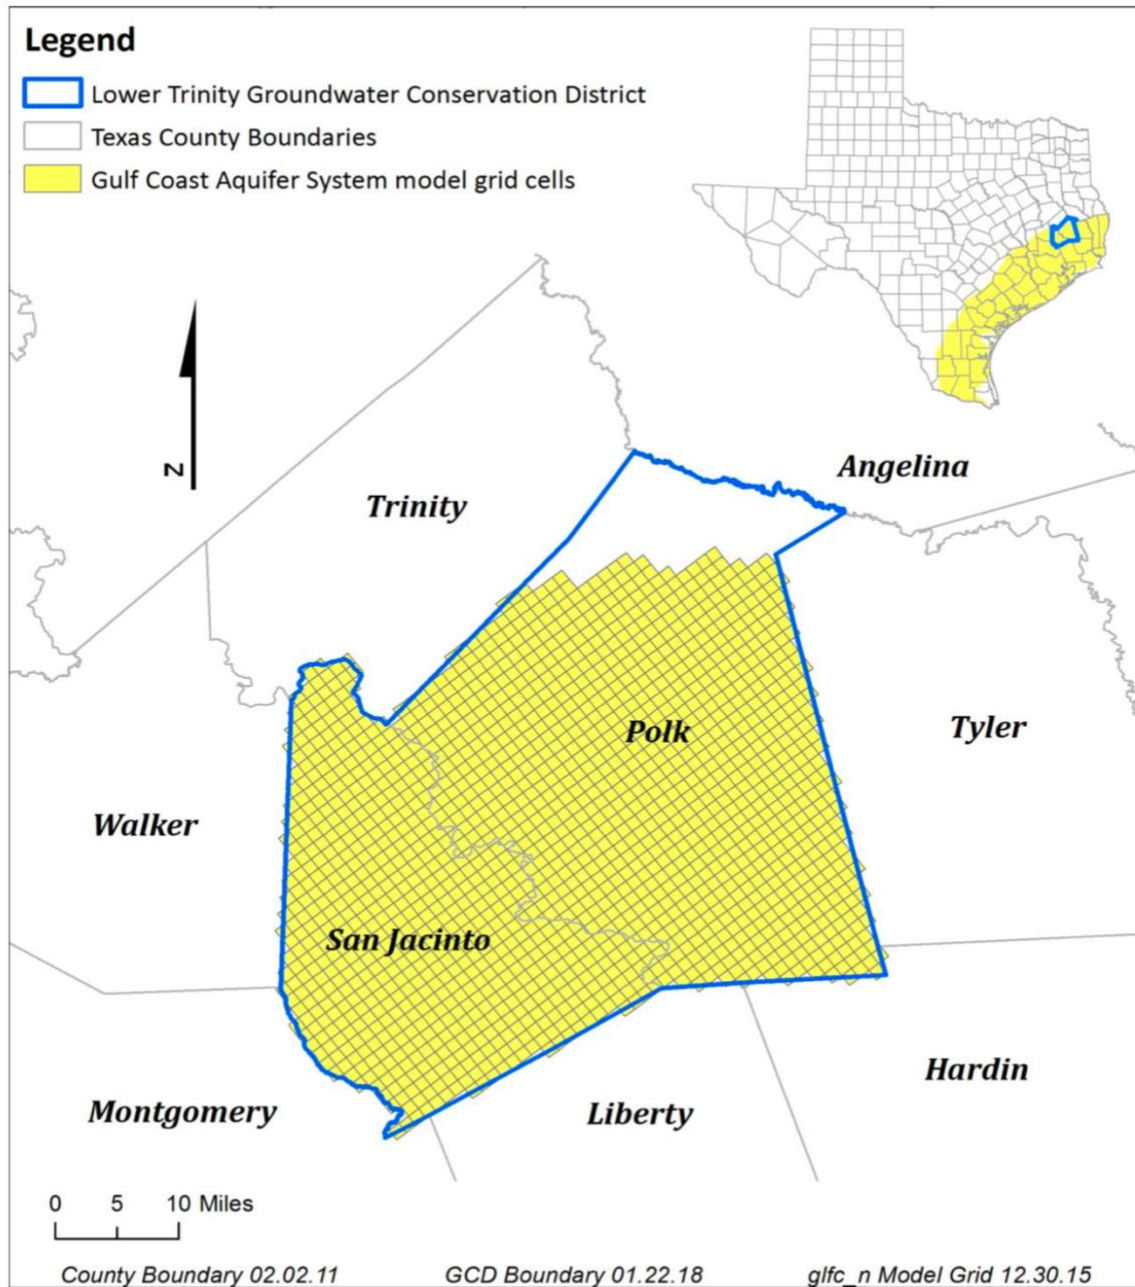 Legend
Lower Trinity Groundwater Conservation District
Texas County Boundaries
Gulf Coast Aquifer System model grid cells
N
Angelina
Trinity
Polk
Tyler
Walker
San Jacinto
Hardin
Montgomery
Liberty
0 5 10 Miles
County Boundary 02.02.11 GCD Boundary 01.22.18 glfc_n Model Grid 12.30.15